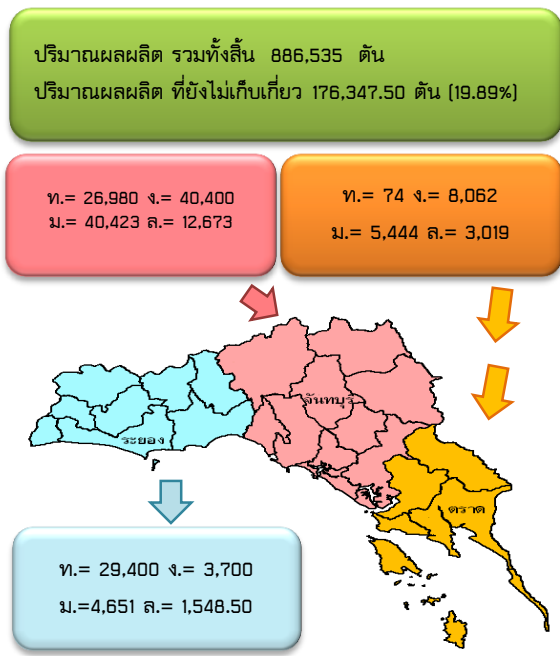 ปริมาณผลผลิต รวมทั้งสิ้น 886,535 ตัน
ปริมาณผลผลิต ที่ยังไม่เก็บเกี่ยว 176,347.50 ตัน (19.89%)
ท.= 26,980 ง.= 40,400
ม.= 40,423 ล.= 12,673
ท.= 74 ง.= 8,062
ม.= 5,444 ล.= 3,019
จันทบุรี
ระยอง
ตราด
ท.= 29,400 ง.= 3,700
ม.=4,651 ล.= 1,548.50